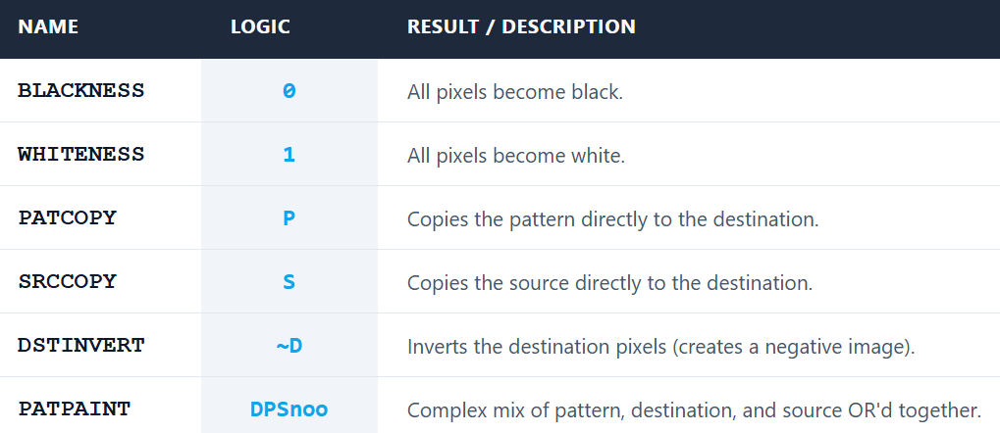 NAME LOGIC RESULT / DESCRIPTION
BLACKNESS 0 All pixels become black.
WHITENESS 1 All pixels become white.
PATCOPY P Copies the pattern directly to the destination.
SRCCOPY S Copies the source directly to the destination.
DSTINVERT ~D Inverts the destination pixels (creates a negative image).
PATPAINT DPSnoo Complex mix of pattern, destination, and source OR'd together.